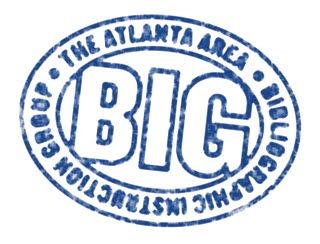 THE ATLANTA AREA
BIG
BIBLIOGRAPHIC INSTRUCTION GROUP